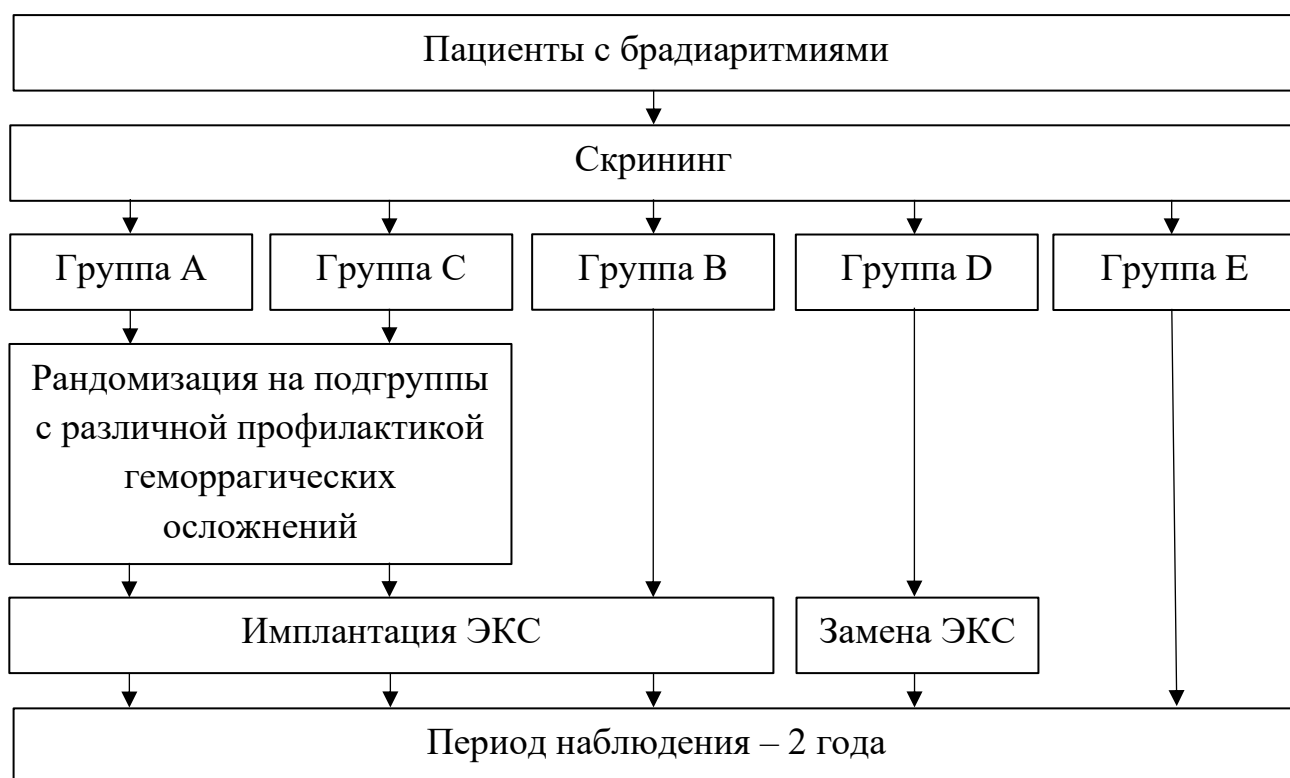 Пациенты с брадиаритмиями
Скрининг
Группа А
Группа С
Группа В
Группа D
Группа Е
Рандомизация на подгруппы
с различной профилактикой
геморрагических
осложнений
Имплантация ЭКС
Замена ЭКС
Период наблюдения – 2 года